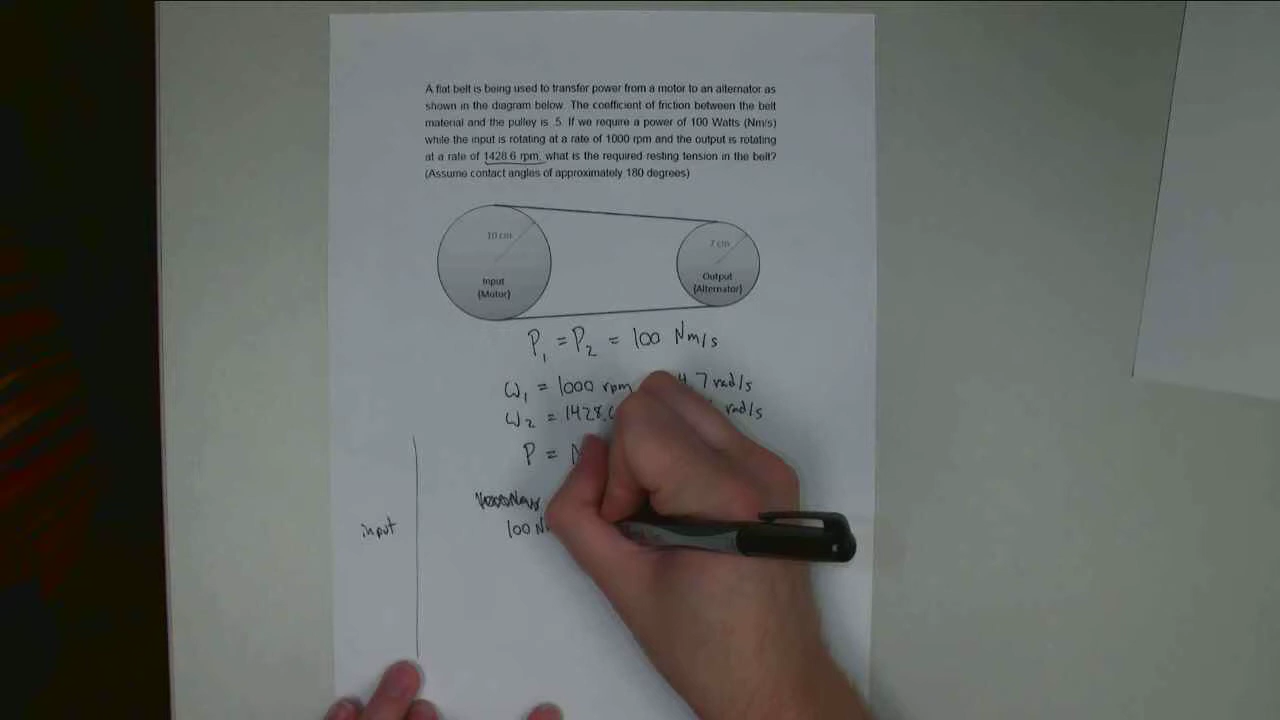 A flat belt is being used to transfer power from a motor to an alternator as
shown in the diagram below. The coefficient of friction between the belt
material and the pulley is .5. If we require a power of 100 Watts (Nm/s)
while the input is rotating at a rate of 1000 rpm and the output is rotating
at a rate of 1428.6 rpm, what is the required resting tension in the belt?
(Assume contact angles of approximately 180 degrees)
10 cm
7 cm
Input
(Motor)
Output
(Alternator)
P1 = P2 = 100 Nm/s
ω1 = 1000 rpm 4.7 rad/s
ω2 = 1428.6 rad/s
P =
input
100 N